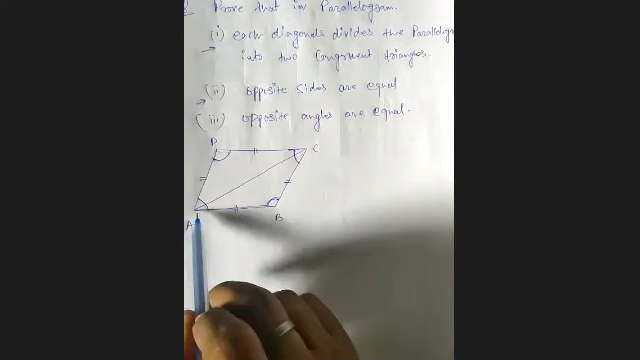 Prove that in Parallelogram.
(i) each diagonals divides the Parallelogr
into two Congruent triangles.
(ii) opposite sides are equal
(iii) opposite angles are equal.
D C
A B